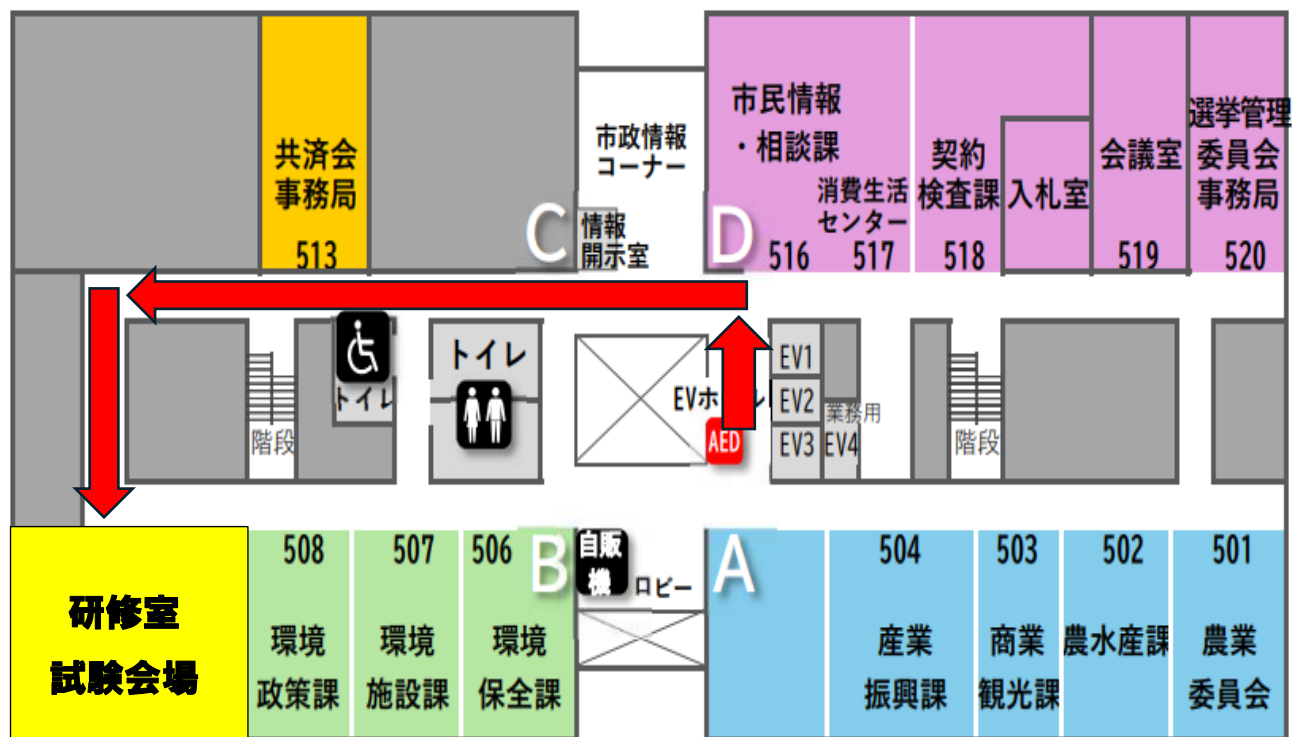 共済会
事務局
513
C
市政情報
コーナー
情報
開示室
D
市民情報
・相談課
516
消費生活
センター
517
契約
検査課
518
入札室
会議室
519
選挙管理
委員会
事務局
520
階段
トイレ
トイレ
EVホール
AED
EV1
EV2
EV3
業務用
EV4
階段
研修室
試験会場
508
環境
政策課
507
環境
施設課
506
環境
保全課
B
自販
機
ロビー
A
504
産業
振興課
503
商業
観光課
502
農水産課
501
農業
委員会